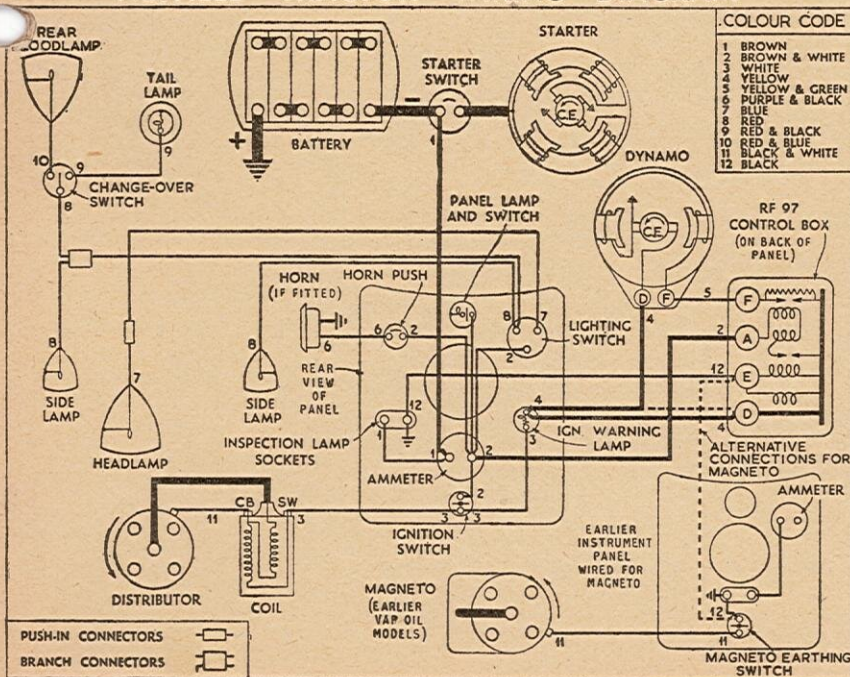 REAR
STARTER
.COLOUR CODE
1 BROWN
2 BROWN & WHITE
3 WHITE
4 YELLOW
5 YELLOW & GREEN
6 PURPLE & BLACK
7 BLUE
8 RED
9 RED & BLACK
10 RED & BLUE
11 BLACK & WHITE
12 BLACK
TAIL
LAMP
STARTER
SWITCH
−
+
BATTERY
C.E.
1
9
10
9
8
CHANGE-OVER
SWITCH
DYNAMO
C.E.
D F
4
5
PANEL LAMP
AND SWITCH
RF 97
CONTROL BOX
(ON BACK OF
PANEL)
F
A
E
D
2
12
4
HORN
(IF FITTED)
HORN PUSH
6
6 2
8 7
2
LIGHTING
SWITCH
REAR
VIEW
OF
PANEL
8
SIDE
LAMP
7
HEADLAMP
8
SIDE
LAMP
12
1
INSPECTION LAMP
SOCKETS
4
3
IGN. WARNING
LAMP
1 2
AMMETER
2
3 3
IGNITION
SWITCH
ALTERNATIVE
CONNECTIONS FOR
MAGNETO
AMMETER
CB SW
11
3
DISTRIBUTOR
COIL
EARLIER
INSTRUMENT
PANEL
WIRED FOR
MAGNETO
MAGNETO
(EARLIER
VAP OIL
MODELS)
11
12
11
MAGNETO EARTHING
SWITCH
PUSH-IN CONNECTORS
BRANCH CONNECTORS